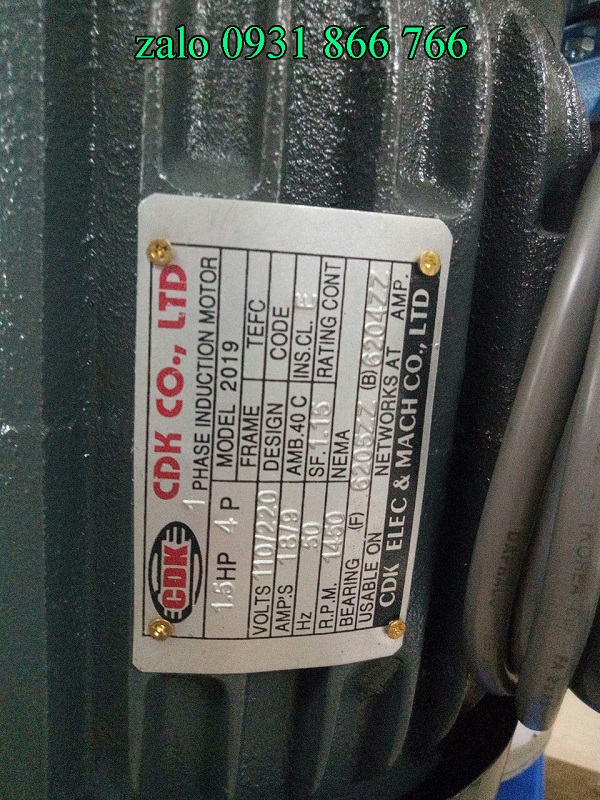 zalo 0931 866 766
CDK CDK CO., LTD
1 PHASE INDUCTION MOTOR
1.5 HP 4 P MODEL 2019
FRAME TEFC
VOLTS 110/220 DESIGN CODE
AMP'S 18/9 AMB.40 C INS.CL. E
Hz 50 SF. 1.15 RATING CONT
R.P.M. 1450 NEMA
BEARING (F) 6205ZZ (B) 6204ZZ
USABLE ON NETWORKS AT AMP.
CDK ELEC & MACH CO., LTD